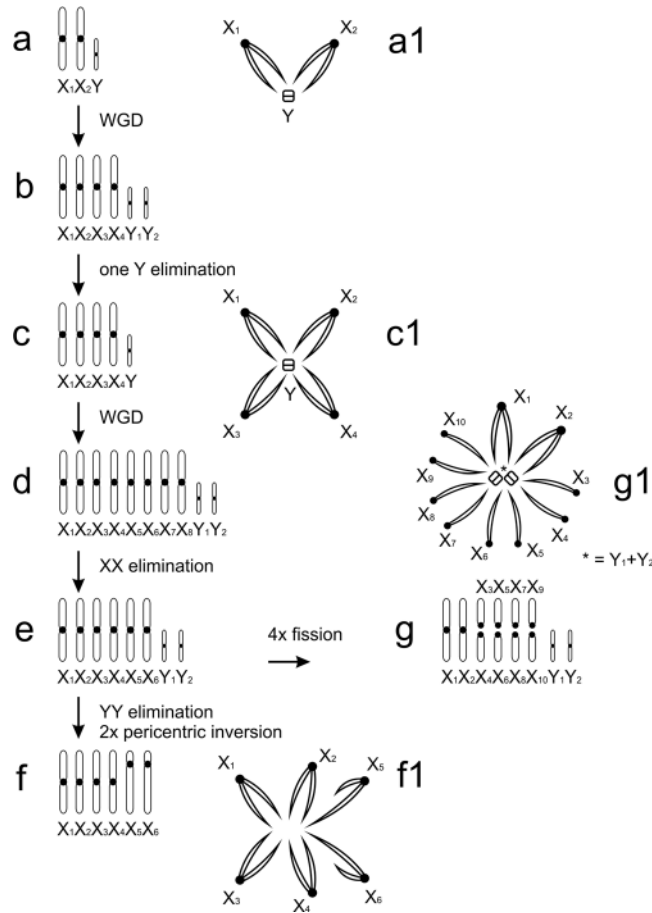 a
X₁X₂Y
X₁
X₂
Y
a1
WGD
b
X₁X₂X₃X₄Y₁Y₂
one Y elimination
c
X₁X₂X₃X₄Y
X₁
X₂
Y
X₃
X₄
c1
WGD
d
X₁X₂X₃X₄X₅X₆X₇X₈Y₁Y₂
X₁
X₂
X₃
X₄
X₅
X₆
X₇
X₈
X₉
X₁₀
*
g1
* = Y₁+Y₂
XX elimination
e
X₁X₂X₃X₄X₅X₆Y₁Y₂
4x fission
g
X₃X₅X₇X₉
X₁X₂X₄X₆X₈X₁₀Y₁Y₂
YY elimination
2x pericentric inversion
f
X₁X₂X₃X₄X₅X₆
X₁
X₂
X₅
X₃
X₄
X₆
f1